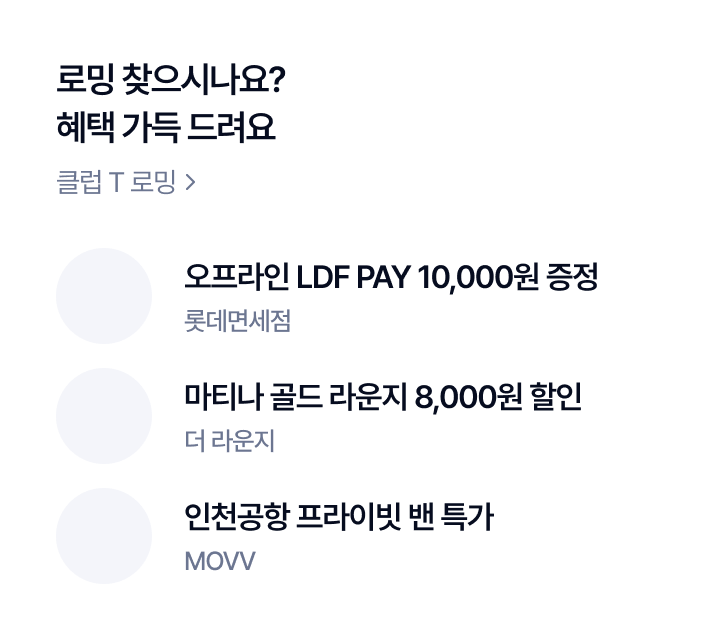 로밍 찾으시나요?
혜택 가득 드려요
클럽 T 로밍 >
오프라인 LDF PAY 10,000원 증정
롯데면세점
마티나 골드 라운지 8,000원 할인
더 라운지
인천공항 프라이빗 밴 특가
MOVV